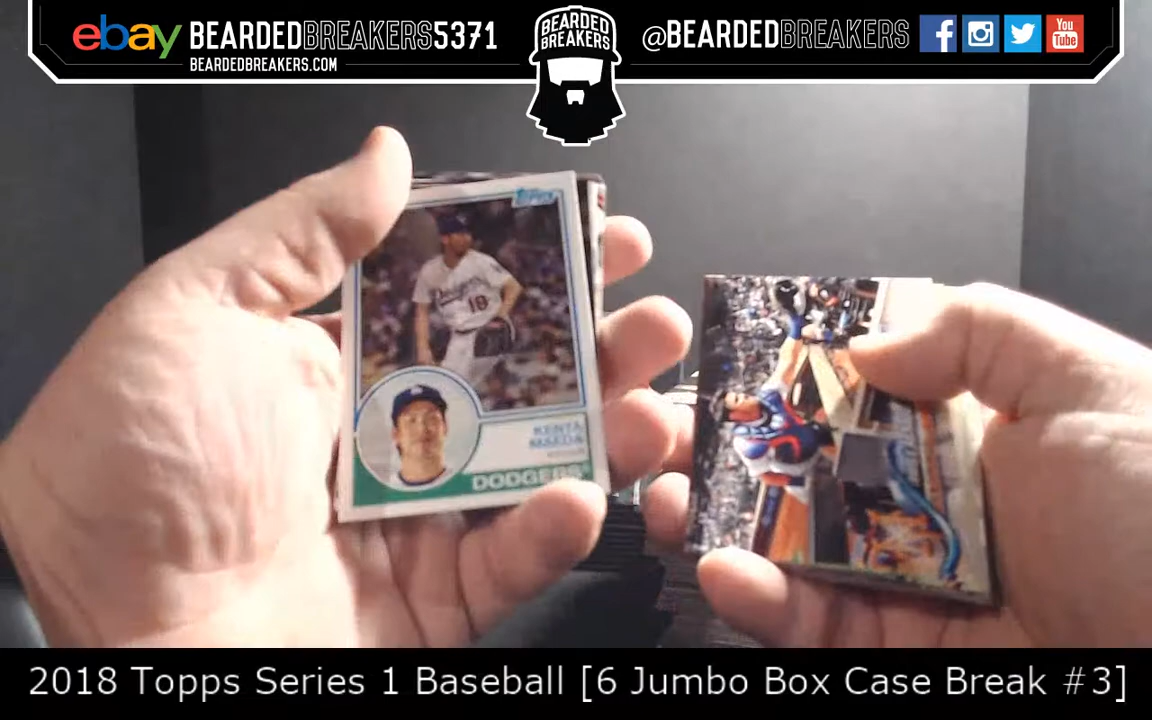 ebay BEARDEDBREAKERS5371
BEARDEDBREAKERS.COM
BEARDED
BREAKERS
@BEARDEDBREAKERS
You
Tube
Topps
18
KENTA
MAEDA
DODGERS
2018 Topps Series 1 Baseball [6 Jumbo Box Case Break #3]